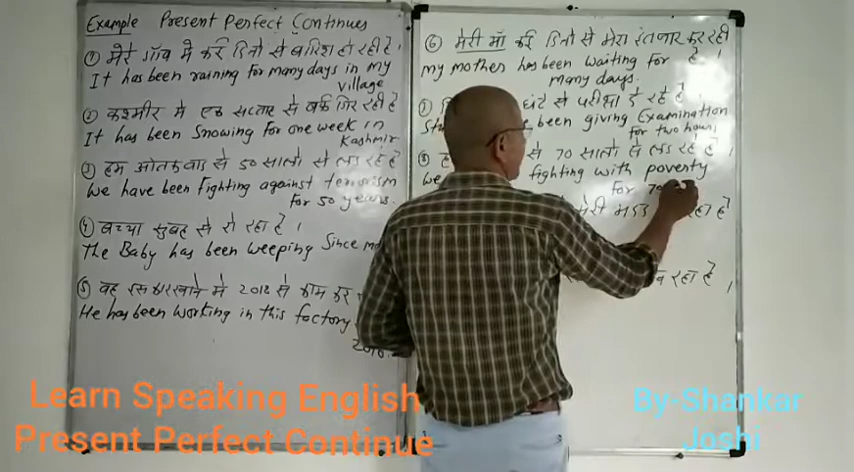 Example Present Perfect Continues
① मेरे गॉव मे कई दिनो से बारिश हो रही है।
It has been raining for many days in my
village
② कश्मीर मे एक सप्ताह से बर्फ गिर रही है
It has been Snowing for one week in
Kashmir
③ हम आंतकवाद से 50 सालो से लड रहे है
We have been fighting against terrorism
for 50 years.
④ बच्चा सुबह से रो रहा है।
The Baby has been weeping Since
⑤ वह इस कारखाने मे 2018 से काम कर
He has been working in this factory
⑥ मेरी मॉ कई दिनो से मेरा इंतजार कर रही
है।
my mother has been waiting for
many days.
घंटे से परीक्षा दे रहे है
been giving Examination
for two hours
⑧ से 70 सालो से लड रहे है।
We fighting with poverty
for
मेरी रहा है
रहा है।
Learn Speaking English
Present Perfect Continue
By-Shankar
Joshi